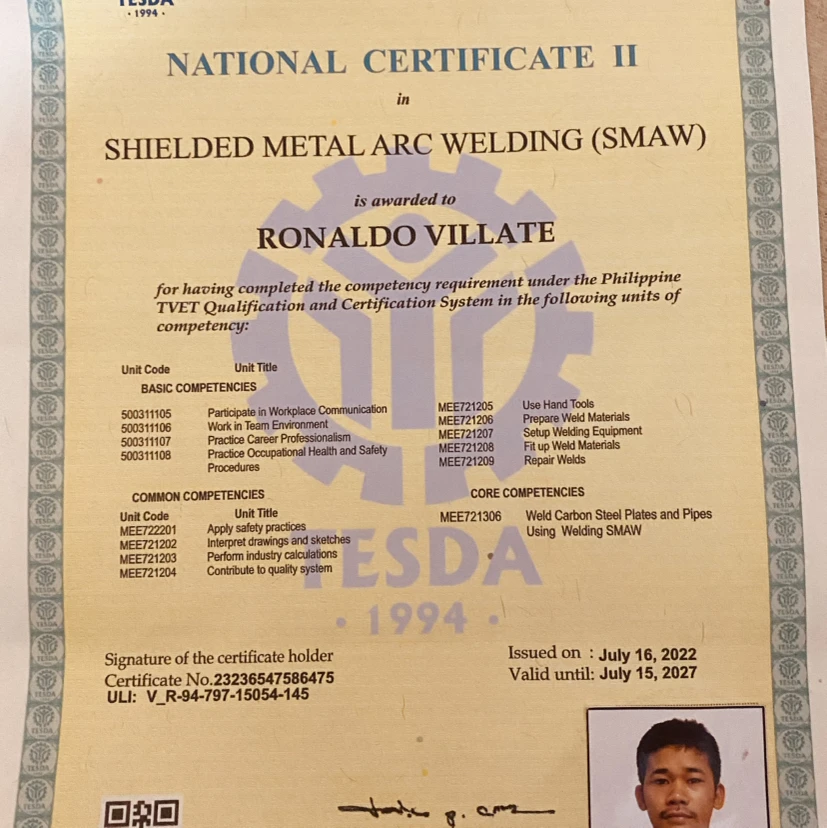 TESDA
· 1994 ·
NATIONAL CERTIFICATE II
in
SHIELDED METAL ARC WELDING (SMAW)
is awarded to
RONALDO VILLATE
for having completed the competency requirement under the Philippine
TVET Qualification and Certification System in the following units of
competency:
Unit Code Unit Title
BASIC COMPETENCIES
500311105 Participate in Workplace Communication
500311106 Work in Team Environment
500311107 Practice Career Professionalism
500311108 Practice Occupational Health and Safety
Procedures
COMMON COMPETENCIES
Unit Code Unit Title
MEE722201 Apply safety practices
MEE721202 Interpret drawings and sketches
MEE721203 Perform industry calculations
MEE721204 Contribute to quality system
MEE721205 Use Hand Tools
MEE721206 Prepare Weld Materials
MEE721207 Setup Welding Equipment
MEE721208 Fit up Weld Materials
MEE721209 Repair Welds
CORE COMPETENCIES
MEE721306 Weld Carbon Steel Plates and Pipes
Using Welding SMAW
TESDA
· 1994 ·
Signature of the certificate holder
Certificate No.23236547586475
ULI: V_R-94-797-15054-145
Issued on : July 16, 2022
Valid until: July 15, 2027